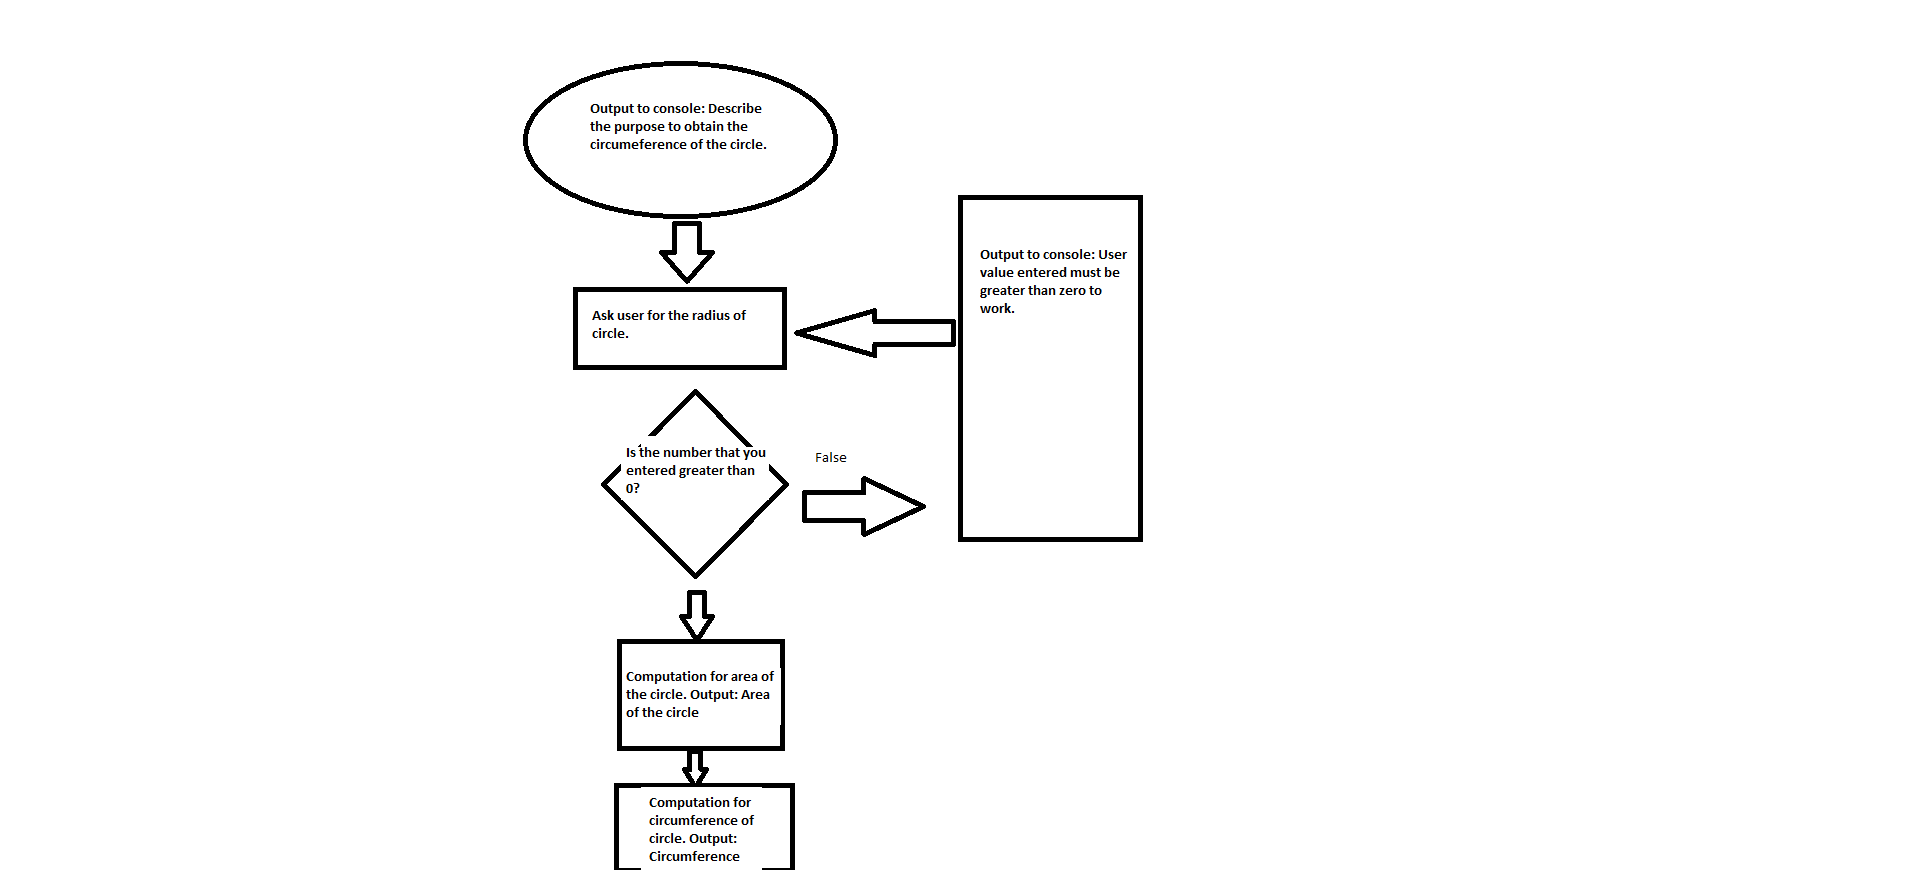 Output to console: Describe
the purpose to obtain the
circumeference of the circle.
Ask user for the radius of
circle.
Output to console: User
value entered must be
greater than zero to
work.
Is the number that you
entered greater than
0?
False
Computation for area of
the circle. Output: Area
of the circle
Computation for
circumference of
circle. Output:
Circumference